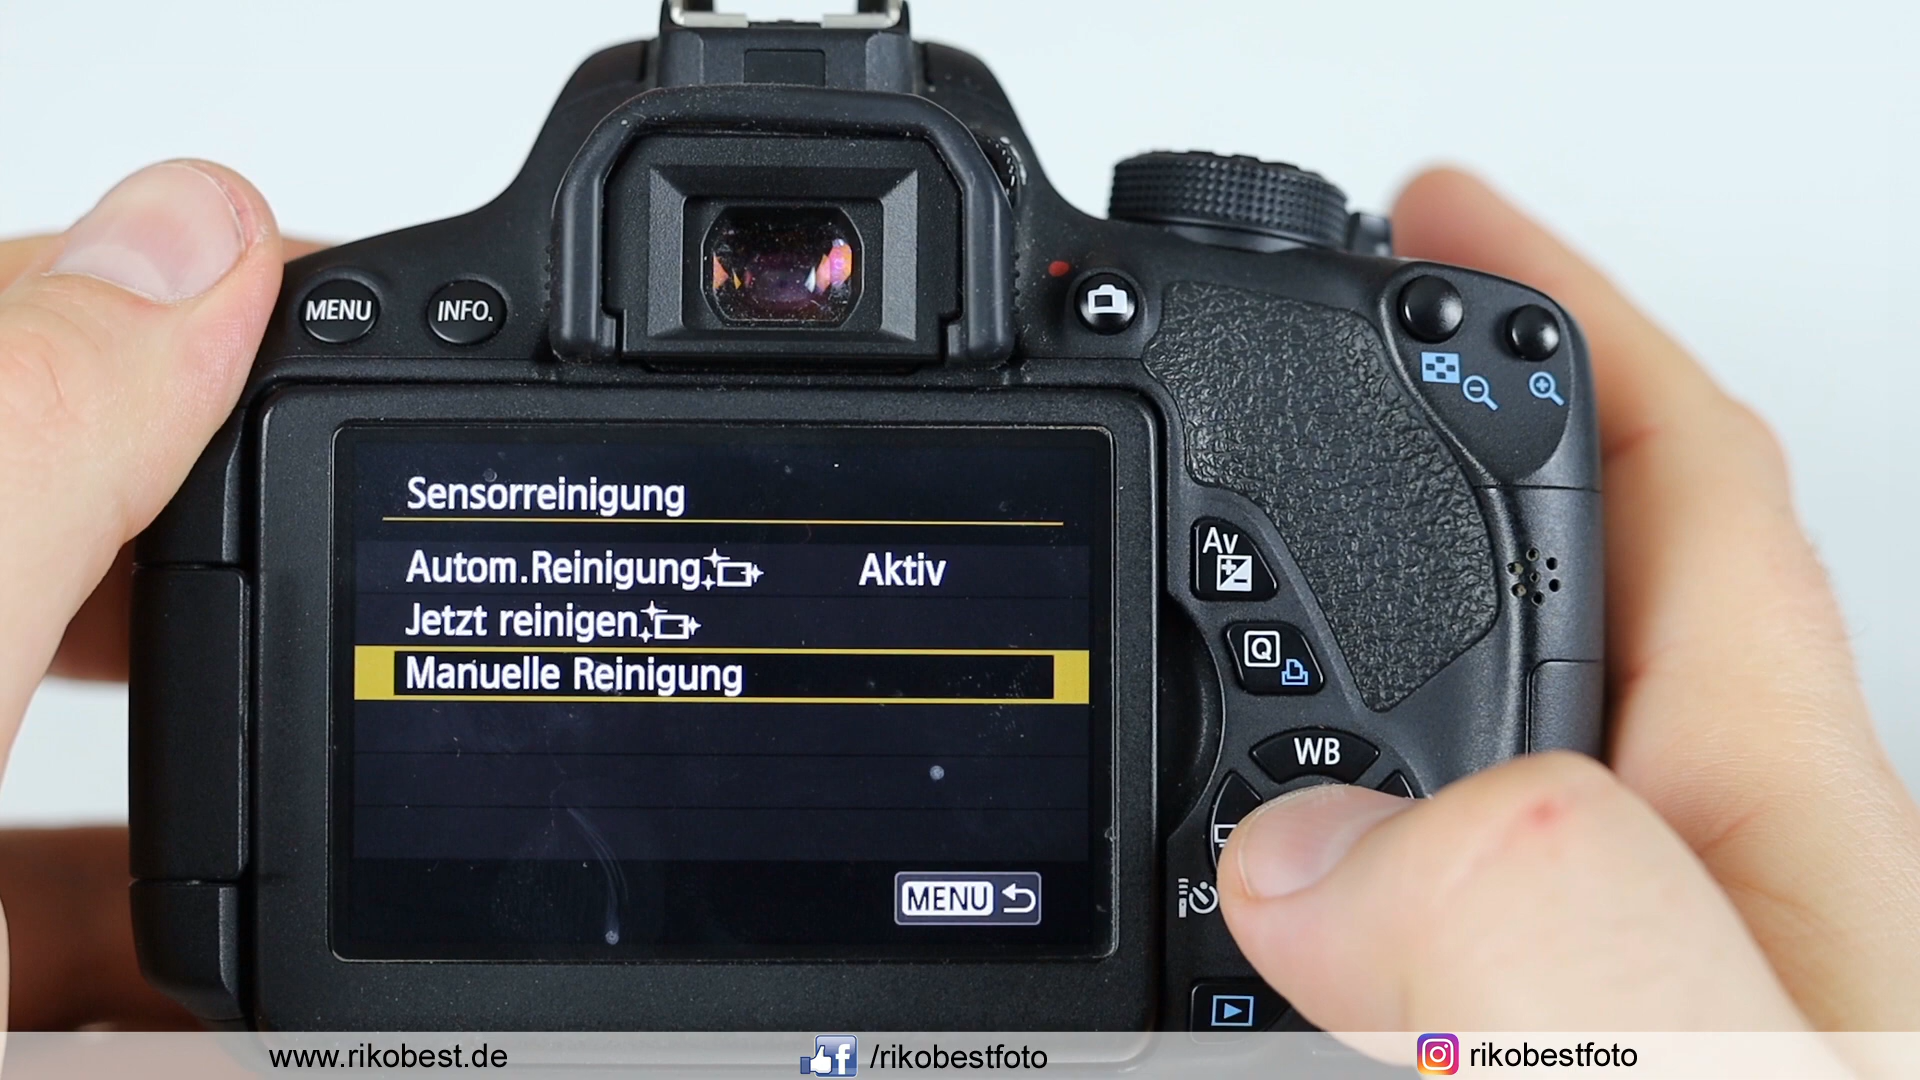 MENU
INFO.
Sensorreinigung
Autom.Reinigung Aktiv
Jetzt reinigen
Manuelle Reinigung
MENU
Av
Q
WB
www.rikobest.de
/rikobestfoto
rikobestfoto